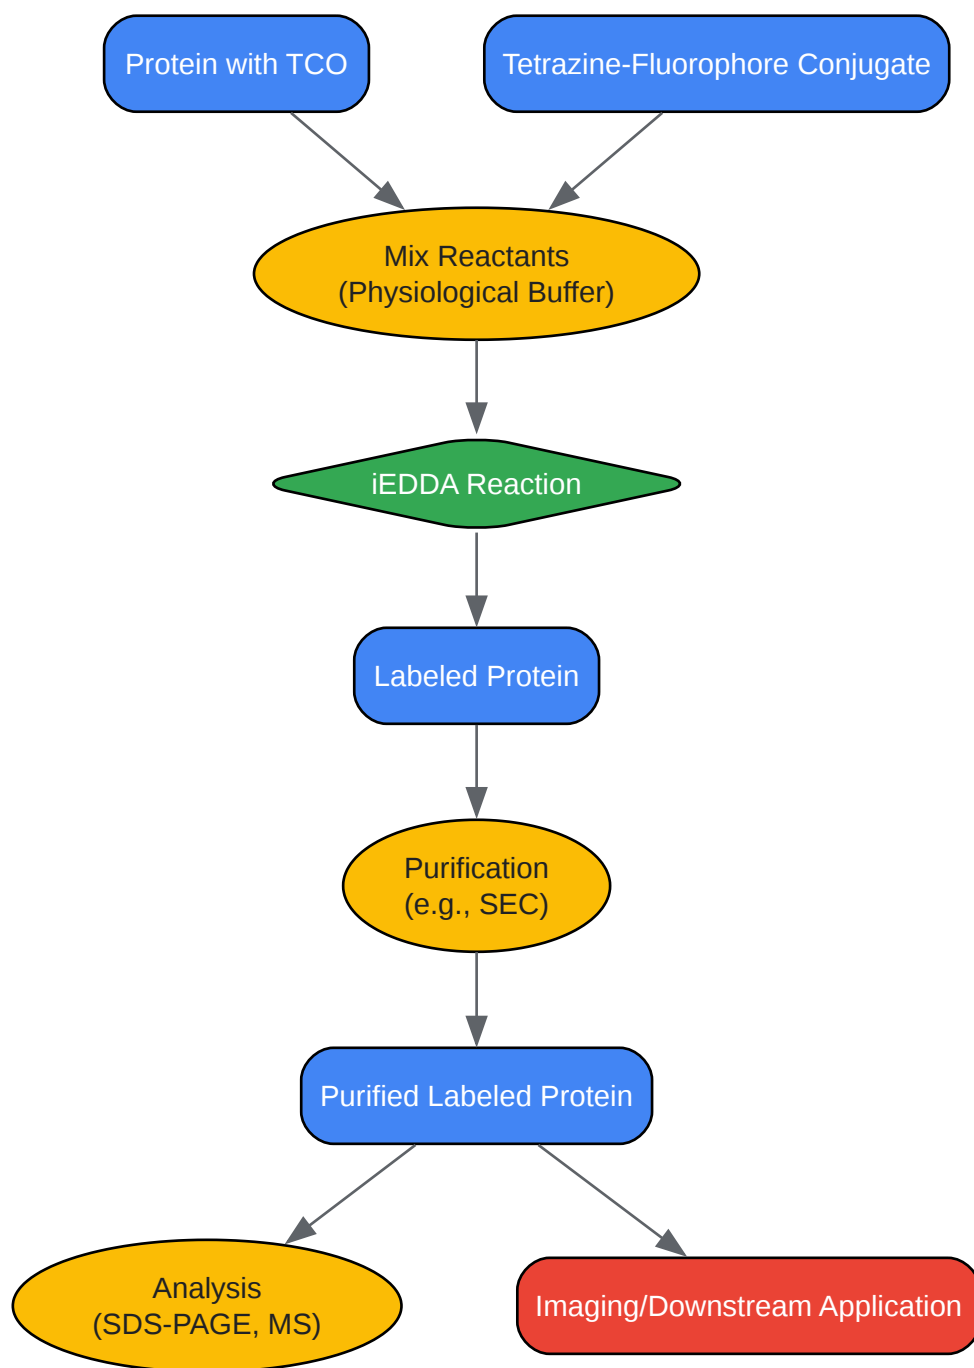 Protein with TCO
Tetrazine-Fluorophore Conjugate
Mix Reactants
(Physiological Buffer)
iEDDA Reaction
Labeled Protein
Purification
(e.g., SEC)
Purified Labeled Protein
Analysis
(SDS-PAGE, MS)
Imaging/Downstream Application